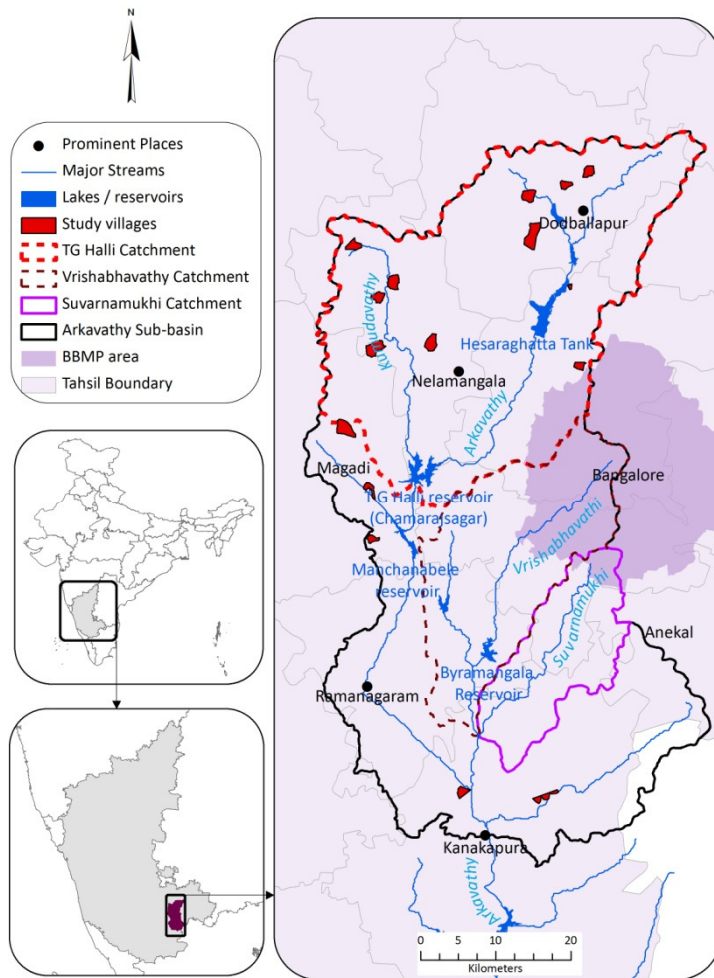 N
Prominent Places
Major Streams
Lakes / reservoirs
Study villages
TG Halli Catchment
Vrishabhavathy Catchment
Suvarnamukhi Catchment
Arkavathy Sub-basin
BBMP area
Tahsil Boundary
Dodballapur
Kumudavathy
Hesaraghatta Tank
Nelamangala
Arkavathy
Magadi
Bangalore
T G Halli reservoir
(Chamarajsagar)
Vrishabhavathi
Manchanabele
reservoir
Suvarnamukhi
Anekal
Byramangala
Reservoir
Ramanagaram
Kanakapura
Arkavathy
0 5 10 20
Kilometers